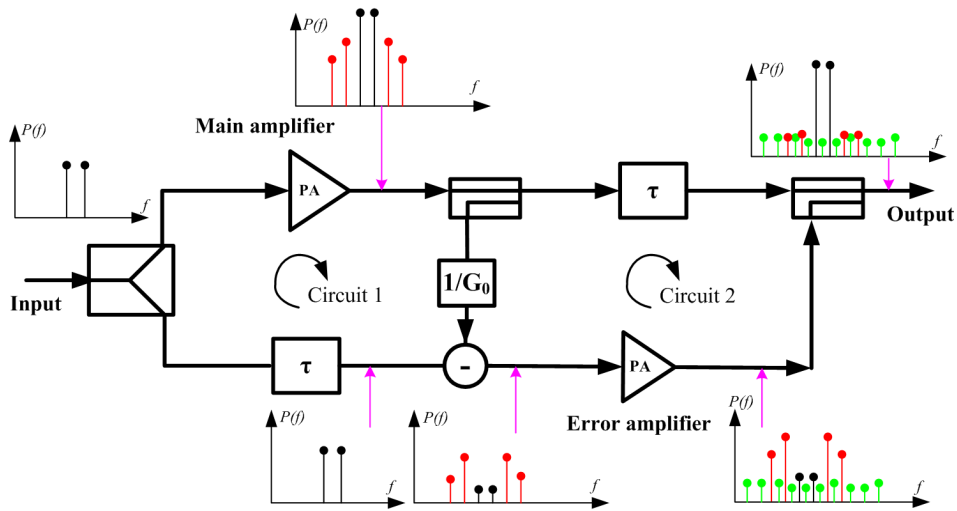 P(f)
f
Main amplifier
P(f)
f
P(f)
f
PA
τ
Output
Input
Circuit 1
1/G₀
Circuit 2
τ
-
PA
Error amplifier
P(f)
f
P(f)
f
P(f)
f